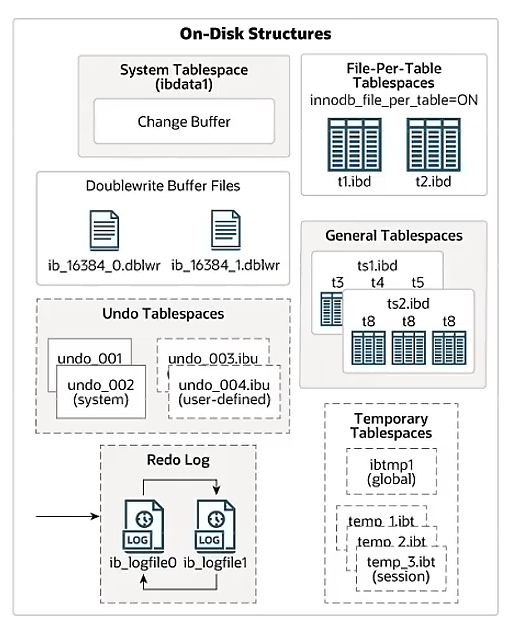 On-Disk Structures
System Tablespace
(ibdata1)
Change Buffer
File-Per-Table
Tablespaces
innodb_file_per_table=ON
t1.ibd t2.ibd
Doublewrite Buffer Files
ib_16384_0.dblwr ib_16384_1.dblwr
General Tablespaces
ts1.ibd
t3 t4 t5
ts2.ibd
t8 t8 t8
Undo Tablespaces
undo_001
undo_002
(system)
undo_003.ibu
undo_004.ibu
(user-defined)
Temporary
Tablespaces
ibtmp1
(global)
temp_1.ibt
temp_2.ibt
temp_3.ibt
(session)
Redo Log
LOG LOG
ib_logfile0 ib_logfile1